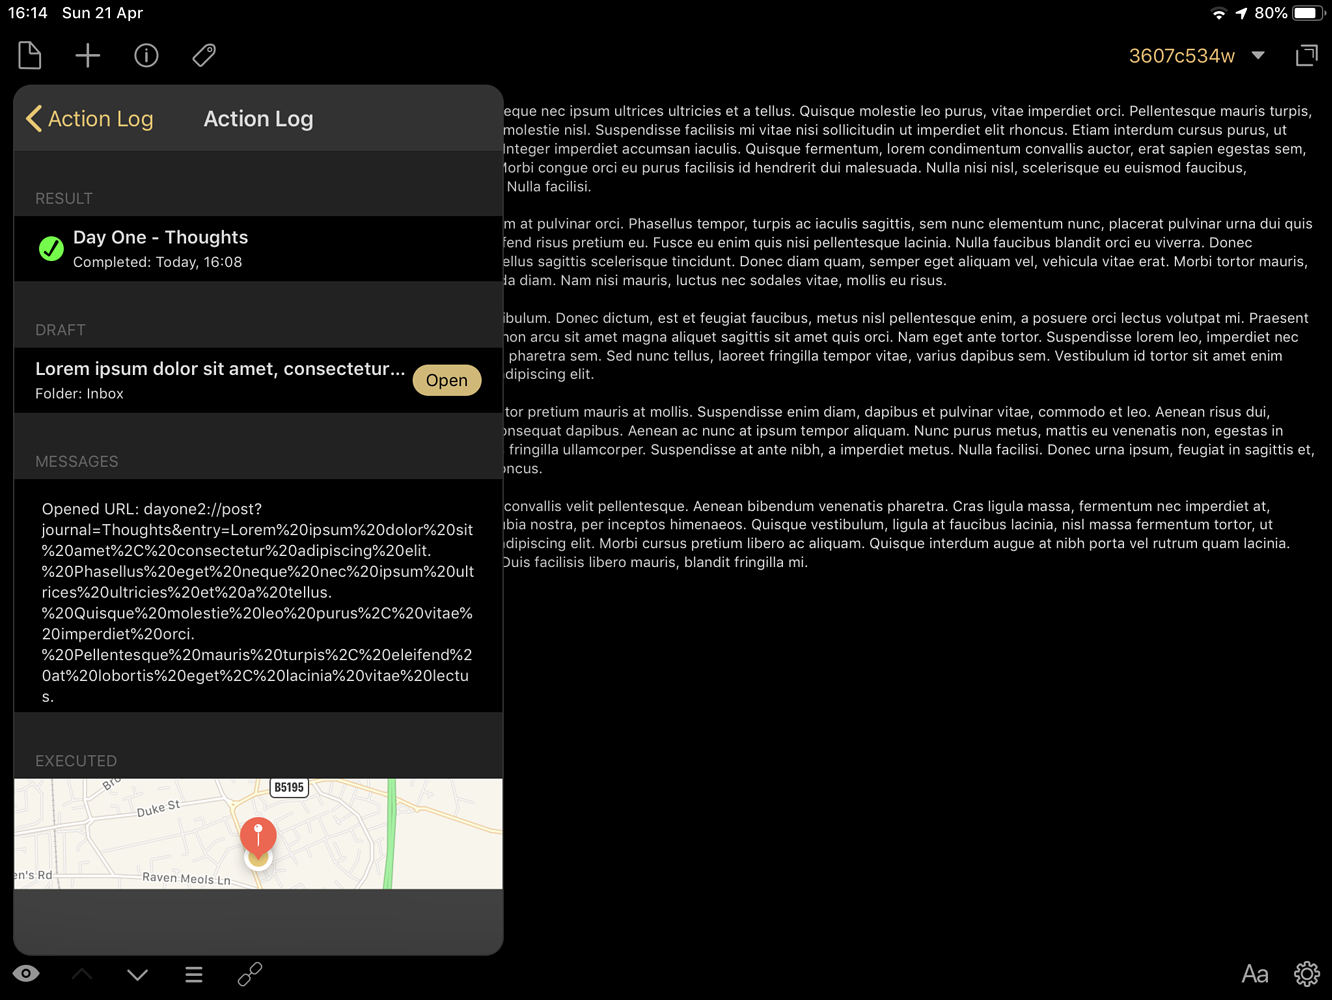 16:14 Sun 21 Apr
80%
3607c534w
Action Log
Action Log
RESULT
Day One - Thoughts
Completed: Today, 16:08
DRAFT
Lorem ipsum dolor sit amet, consectetur...
Folder: Inbox
Open
MESSAGES
Opened URL: dayone2://post?
journal=Thoughts&entry=Lorem%20ipsum%20dolor%20sit
%20amet%2C%20consectetur%20adipiscing%20elit.
%20Phasellus%20eget%20neque%20nec%20ipsum%20ult
rices%20ultricies%20et%20a%20tellus.
%20Quisque%20molestie%20leo%20purus%2C%20vitae%
20imperdiet%20orci.
%20Pellentesque%20mauris%20turpis%2C%20eleifend%2
0at%20lobortis%20eget%2C%20lacinia%20vitae%20lectu
s.
EXECUTED
Bro
B5195
Duke St
en's Rd
Raven Meols Ln
eque nec ipsum ultrices ultricies et a tellus. Quisque molestie leo purus, vitae imperdiet orci. Pellentesque mauris turpis,
molestie nisl. Suspendisse facilisis mi vitae nisi sollicitudin ut imperdiet elit rhoncus. Etiam interdum cursus purus, ut
Integer imperdiet accumsan iaculis. Quisque fermentum, lorem condimentum convallis auctor, erat sapien egestas sem,
Morbi congue orci eu purus facilisis id hendrerit dui malesuada. Nulla nisi nisl, scelerisque eu euismod faucibus,
Nulla facilisi.
m at pulvinar orci. Phasellus tempor, turpis ac iaculis sagittis, sem nunc elementum nunc, placerat pulvinar urna dui quis
fend risus pretium eu. Fusce eu enim quis nisi pellentesque lacinia. Nulla faucibus blandit orci eu viverra. Donec
ellus sagittis scelerisque tincidunt. Donec diam quam, semper eget aliquam vel, vehicula vitae erat. Morbi tortor mauris,
da diam. Nam nisi mauris, luctus nec sodales vitae, mollis eu risus.
ibulum. Donec dictum, est et feugiat faucibus, metus nisl pellentesque enim, a posuere orci lectus volutpat mi. Praesent
non arcu sit amet magna aliquet sagittis sit amet quis orci. Nam eget ante tortor. Suspendisse lorem leo, imperdiet nec
pharetra sem. Sed nunc tellus, laoreet fringilla tempor vitae, varius dapibus sem. Vestibulum id tortor sit amet enim
dipiscing elit.
tor pretium mauris at mollis. Suspendisse enim diam, dapibus et pulvinar vitae, commodo et leo. Aenean risus dui,
onsequat dapibus. Aenean ac nunc at ipsum tempor aliquam. Nunc purus metus, mattis eu venenatis non, egestas in
fringilla ullamcorper. Suspendisse at ante nibh, a imperdiet metus. Nulla facilisi. Donec urna ipsum, feugiat in sagittis et,
oncus.
convallis velit pellentesque. Aenean bibendum venenatis pharetra. Cras ligula massa, fermentum nec imperdiet at,
ubia nostra, per inceptos himenaeos. Quisque vestibulum, ligula at faucibus lacinia, nisl massa fermentum tortor, ut
dipiscing elit. Morbi cursus pretium libero ac aliquam. Quisque interdum augue at nibh porta vel rutrum quam lacinia.
Duis facilisis libero mauris, blandit fringilla mi.
Aa